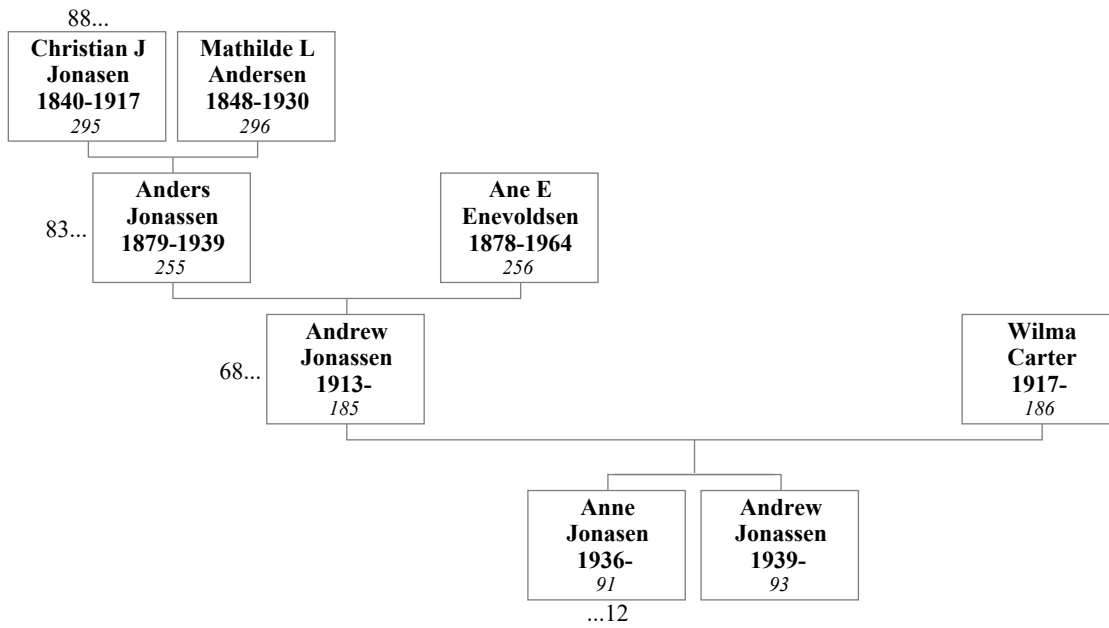 88...
Christian J
Jonasen
1840-1917
295
Mathilde L
Andersen
1848-1930
296
83...
Anders
Jonassen
1879-1939
255
Ane E
Enevoldsen
1878-1964
256
68...
Andrew
Jonassen
1913-
185
Wilma
Carter
1917-
186
Anne
Jonasen
1936-
91
...12
Andrew
Jonassen
1939-
93